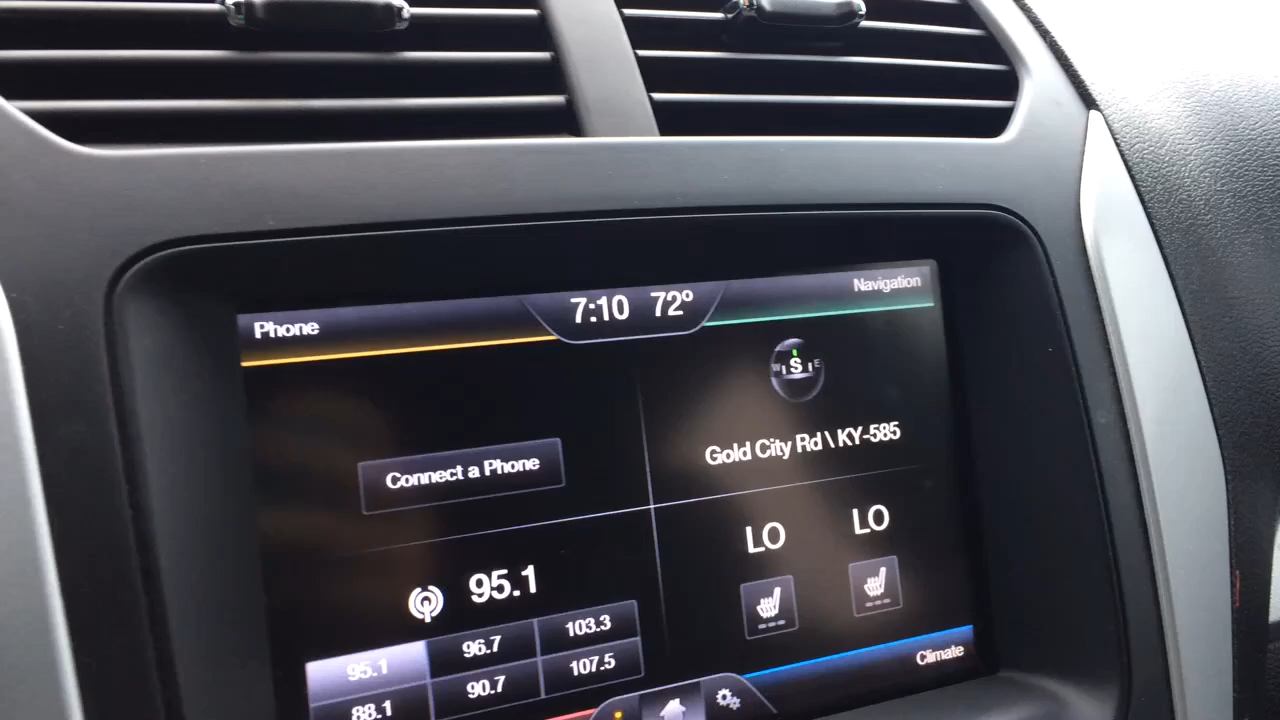 Phone
7:10 72º
Navigation
W S E
Gold City Rd \ KY-585
Connect a Phone
LO LO
95.1
95.1 96.7 103.3
88.1 90.7 107.5
Climate